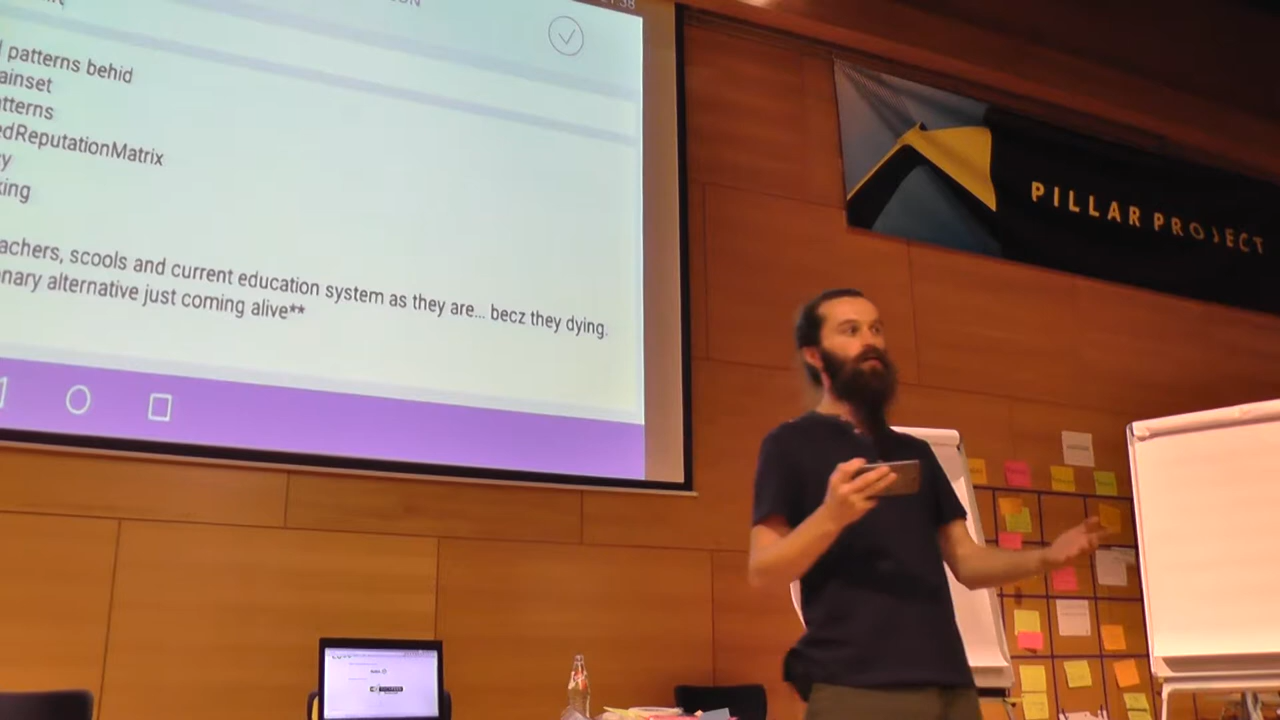 patterns behid
ainset
tterns
edReputationMatrix
y
king
achers, scools and current education system as they are... becz they dying.
nary alternative just coming alive**
PILLAR PROJECT